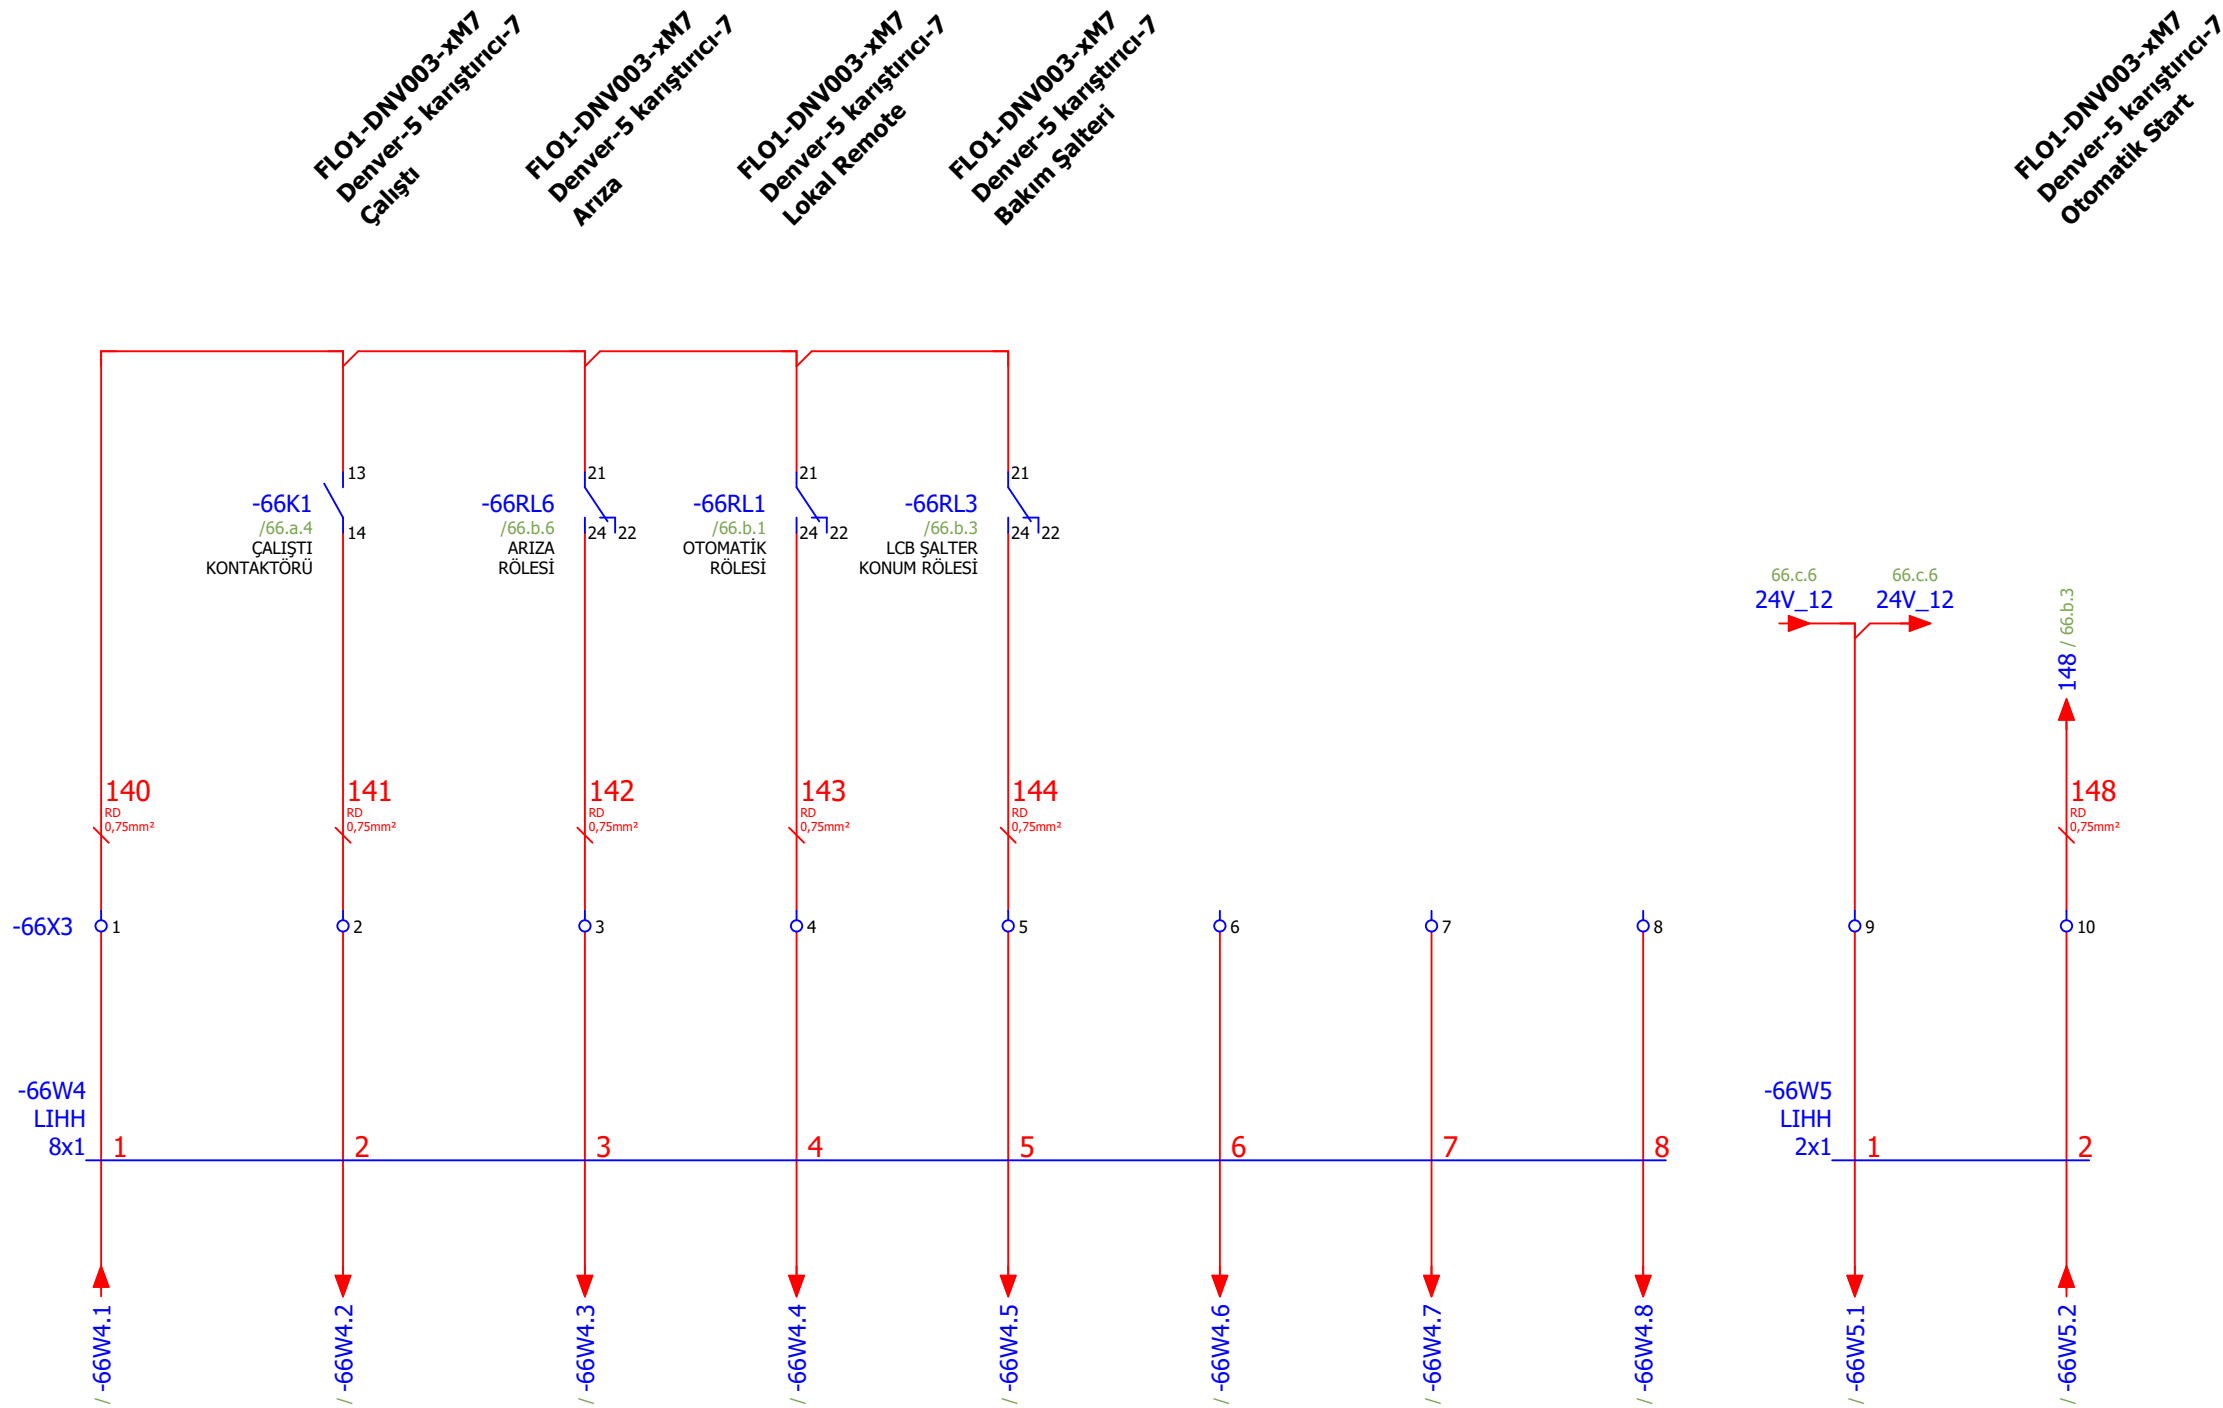 FLO1-DNV003-xM7
Denver-5 karıştırıcı-7
Çalıştı
FLO1-DNV003-xM7
Denver-5 karıştırıcı-7
Arıza
FLO1-DNV003-xM7
Denver-5 karıştırıcı-7
Lokal Remote
FLO1-DNV003-xM7
Denver-5 karıştırıcı-7
Bakım Şalteri
FLO1-DNV003-xM7
Denver-5 karıştırıcı-7
Otomatik Start
-66K1
/66.a.4
ÇALIŞTI
KONTAKTÖRÜ
13
14
-66RL6
/66.b.6
ARIZA
RÖLESİ
21
24 22
-66RL1
/66.b.1
OTOMATİK
RÖLESİ
21
24 22
-66RL3
/66.b.3
LCB ŞALTER
KONUM RÖLESİ
21
24 22
66.c.6
24V_12
66.c.6
24V_12
148 / 66.b.3
140
RD
0,75mm²
141
RD
0,75mm²
142
RD
0,75mm²
143
RD
0,75mm²
144
RD
0,75mm²
148
RD
0,75mm²
-66X3 1 2 3 4 5 6 7 8 9 10
-66W4
LIHH
8x1 1 2 3 4 5 6 7 8
-66W5
LIHH
2x1 1 2
/ -66W4.1
/ -66W4.2
/ -66W4.3
/ -66W4.4
/ -66W4.5
/ -66W4.6
/ -66W4.7
/ -66W4.8
/ -66W5.1
/ -66W5.2